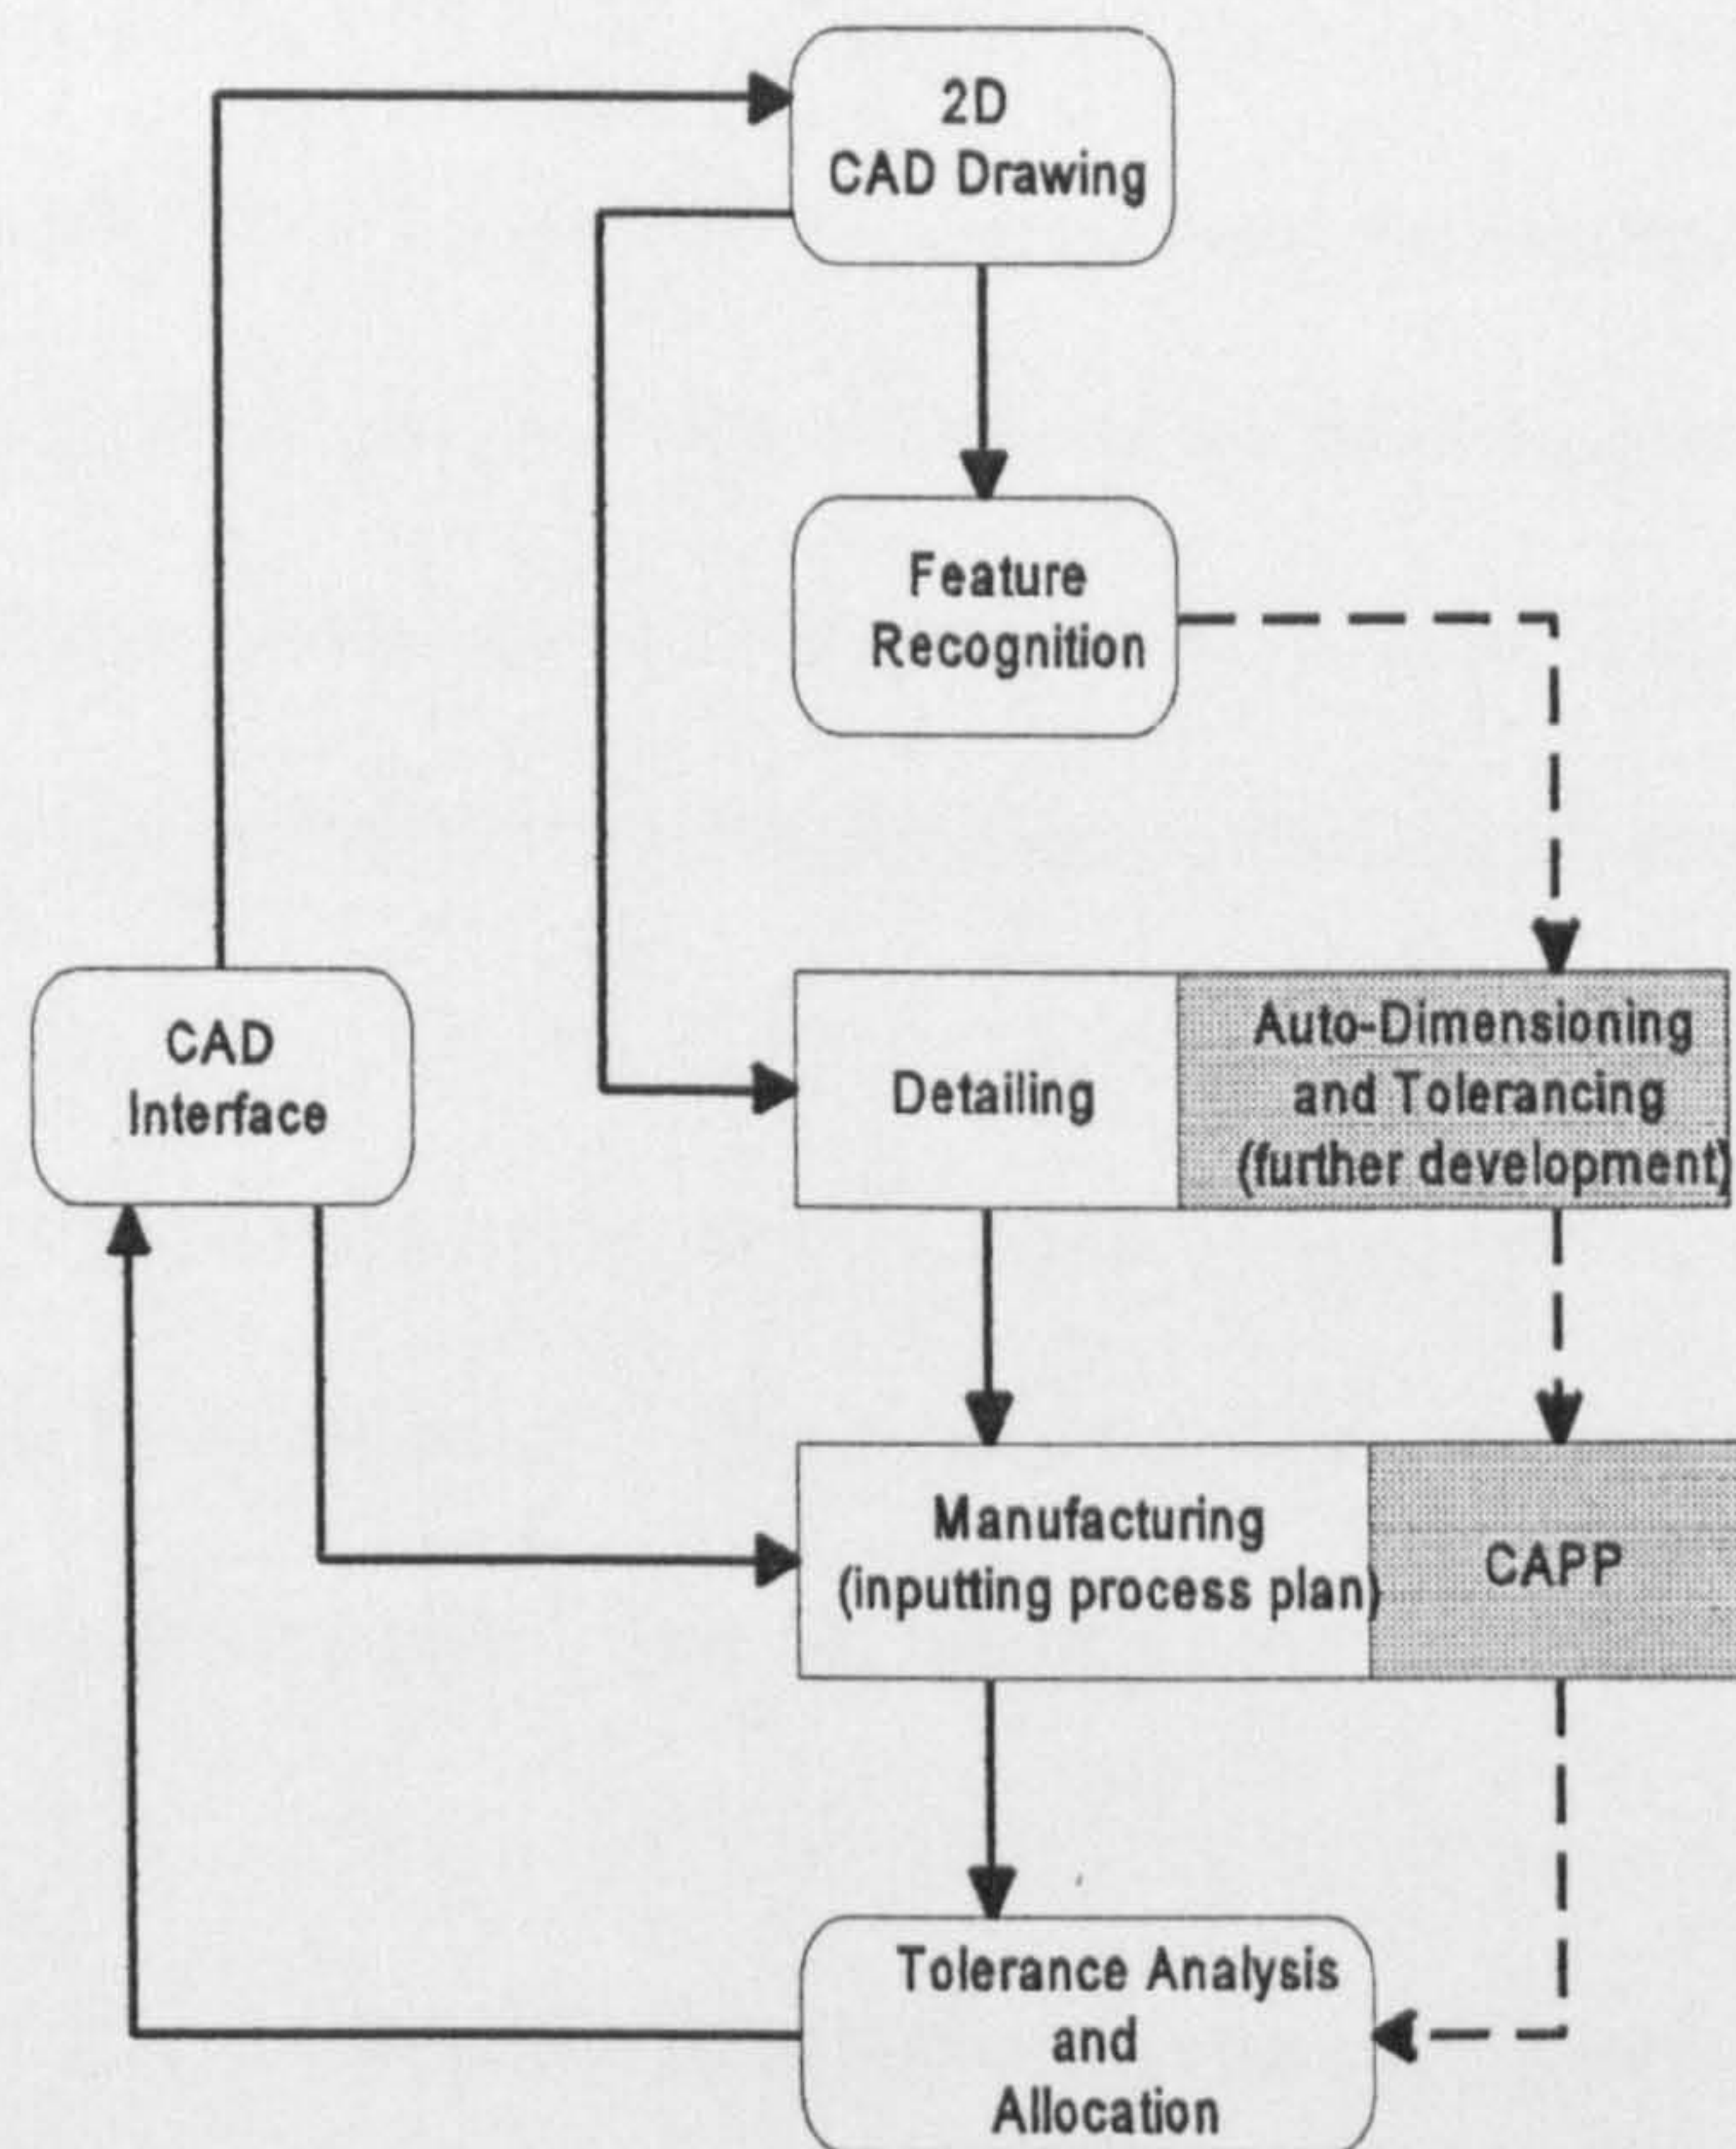 2D
CAD Drawing
Feature
Recognition
CAD
Interface
Detailing
Auto-Dimensioning
and Tolerancing
(further development)
Manufacturing
(inputting process plan)
CAPP
Tolerance Analysis
and
Allocation